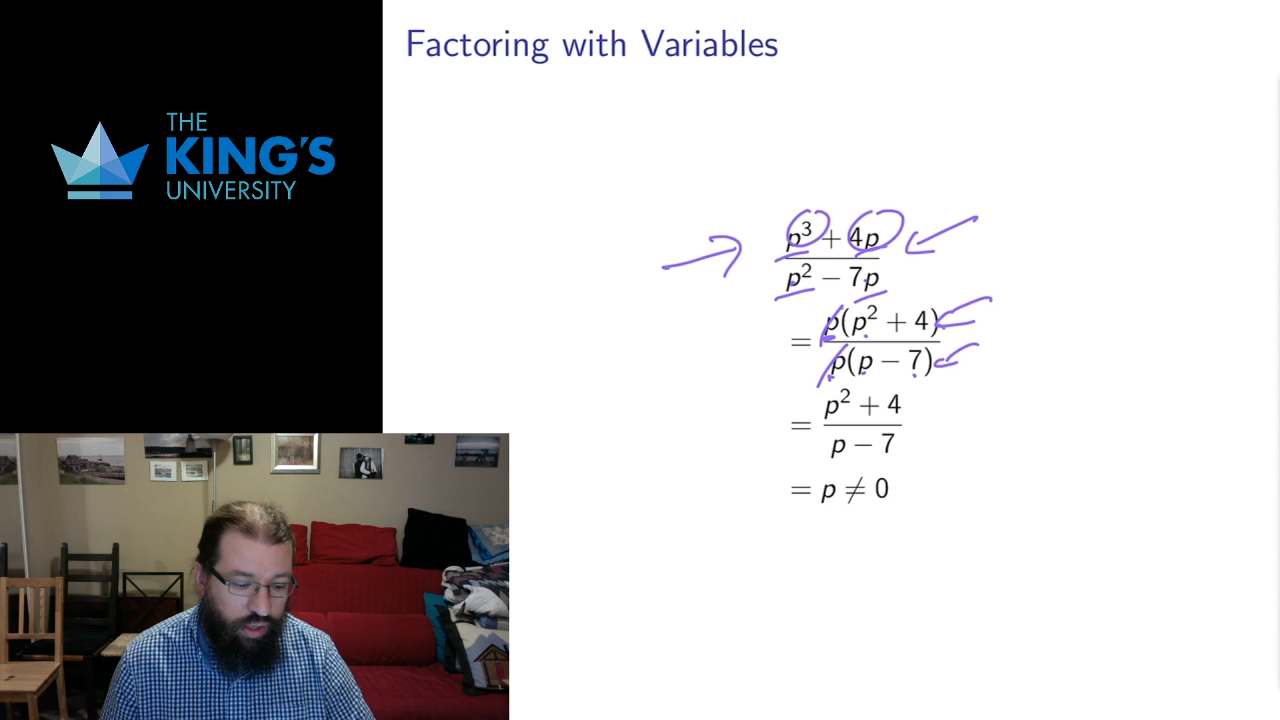 Factoring with Variables
THE
KING'S
UNIVERSITY
p³ + 4p
p² − 7p
= p(p² + 4)
p(p − 7)
= p² + 4
p − 7
= p ≠ 0